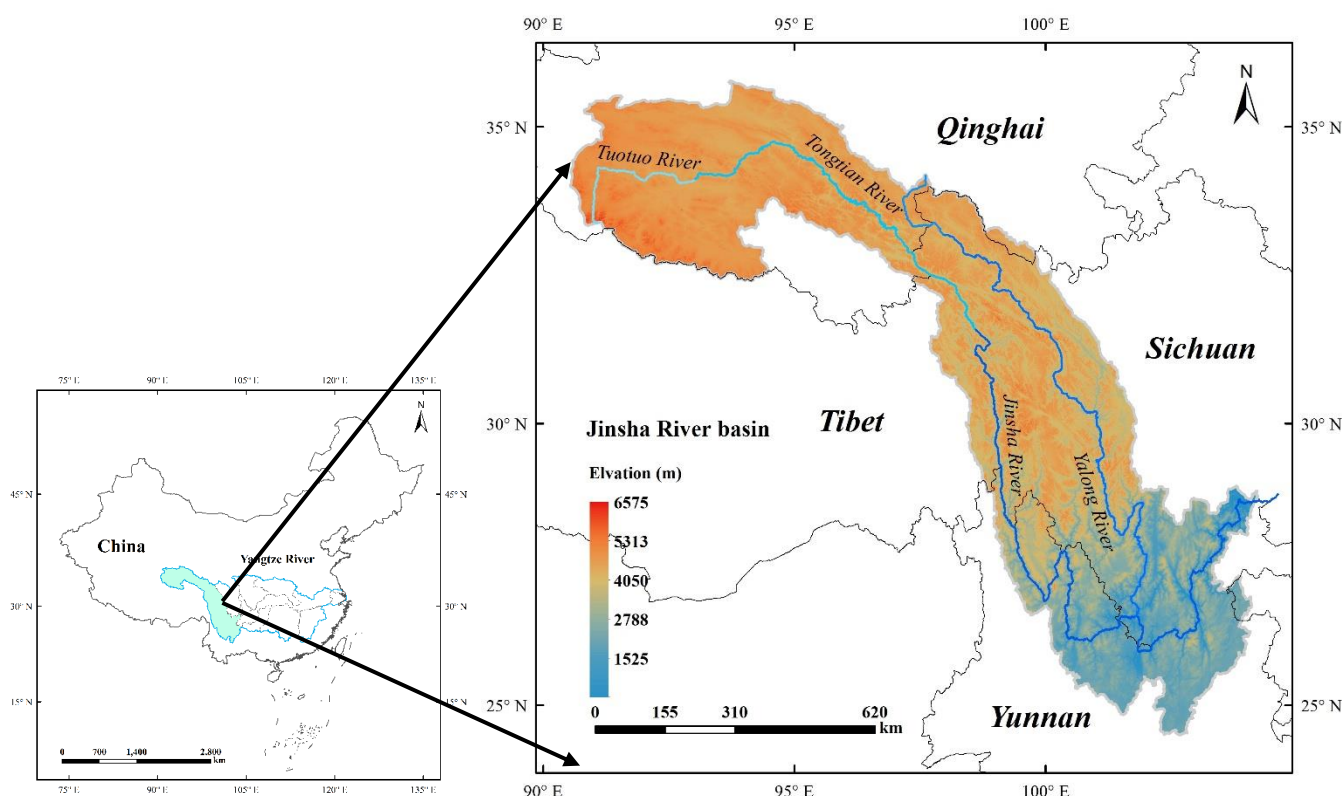 90° E
95° E
100° E
N
35° N
35° N
Qinghai
Tuotuo River
Tongtian River
Sichuan
Tibet
30° N
30° N
Jinsha River
Yalong River
Jinsha River basin
Elvation (m)
6575
5313
4050
2788
1525
0
155
310
620
km
25° N
25° N
Yunnan
90° E
95° E
100° E
75° E
90° E
105° E
120° E
135° E
N
45° N
45° N
China
Yangtze River
30° N
30° N
15° N
15° N
0
700
1,400
2,800
km
75° E
90° E
105° E
120° E
135° E